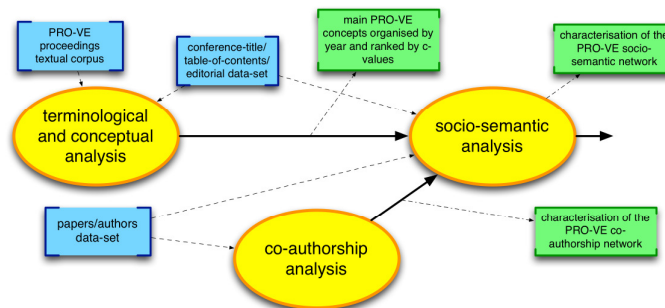 PRO-VE
proceedings
textual corpus
conference-title/
table-of-contents/
editorial data-set
main PRO-VE
concepts organised by
year and ranked by c-
values
characterisation of the
PRO-VE socio-
semantic network
terminological
and conceptual
analysis
socio-semantic
analysis
papers/authors
data-set
co-authorship
analysis
characterisation of the
PRO-VE co-
authorship network